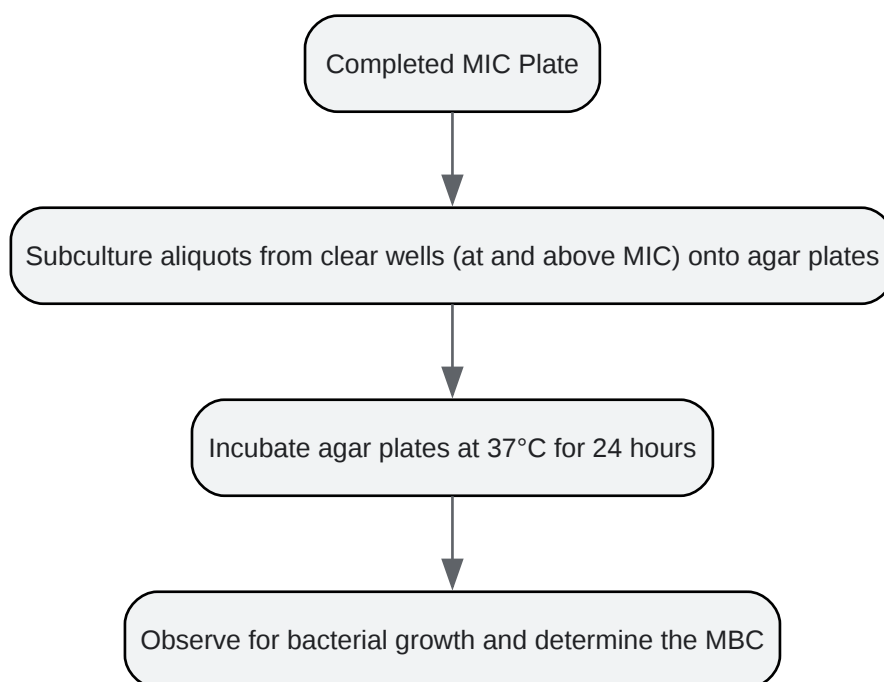 Completed MIC Plate
Subculture aliquots from clear wells (at and above MIC) onto agar plates
Incubate agar plates at 37°C for 24 hours
Observe for bacterial growth and determine the MBC